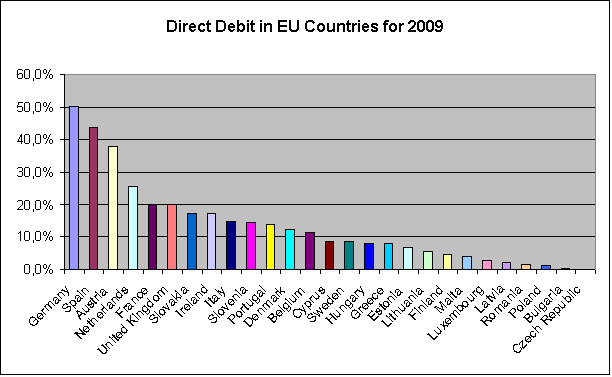 Direct Debit in EU Countries for 2009
60,0%
50,0%
40,0%
30,0%
20,0%
10,0%
0,0%
Germany
Spain
Austria
Netherlands
France
United Kingdom
Slovakia
Ireland
Italy
Slovenia
Portugal
Denmark
Belgium
Cyprus
Sweden
Hungary
Greece
Estonia
Lithuania
Finland
Malta
Luxembourg
Latvia
Romania
Poland
Bulgaria
Czech Republic